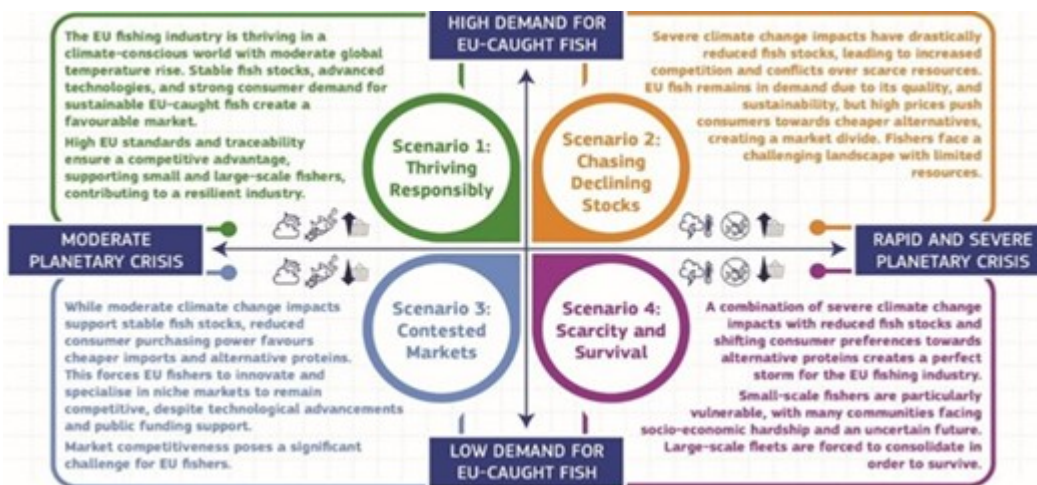 HIGH DEMAND FOR
EU-CAUGHT FISH
The EU fishing industry is thriving in a
climate-conscious world with moderate global
temperature rise. Stable fish stocks, advanced
technologies, and strong consumer demand for
sustainable EU-caught fish create a
favourable market.
High EU standards and traceability
ensure a competitive advantage,
supporting small and large-scale fishers,
contributing to a resilient industry.
Scenario 1:
Thriving
Responsibly
Scenario 2:
Chasing
Declining
Stocks
Severe climate change impacts have drastically
reduced fish stocks, leading to increased
competition and conflicts over scarce resources.
EU fish remains in demand due to its quality, and
sustainability, but high prices push
consumers towards cheaper alternatives,
creating a market divide. Fishers face a
challenging landscape with limited
resources.
MODERATE
PLANETARY CRISIS
RAPID AND SEVERE
PLANETARY CRISIS
While moderate climate change impacts
support stable fish stocks, reduced
consumer purchasing power favours
cheaper imports and alternative proteins.
This forces EU fishers to innovate and
specialise in niche markets to remain
competitive, despite technological advancements
and public funding support.
Market competitiveness poses a significant
challenge for EU fishers.
Scenario 3:
Contested
Markets
Scenario 4:
Scarcity and
Survival
A combination of severe climate change
impacts with reduced fish stocks and
shifting consumer preferences towards
alternative proteins creates a perfect
storm for the EU fishing industry.
Small-scale fishers are particularly
vulnerable, with many communities facing
socio-economic hardship and an uncertain future.
Large-scale fleets are forced to consolidate in
order to survive.
LOW DEMAND FOR
EU-CAUGHT FISH